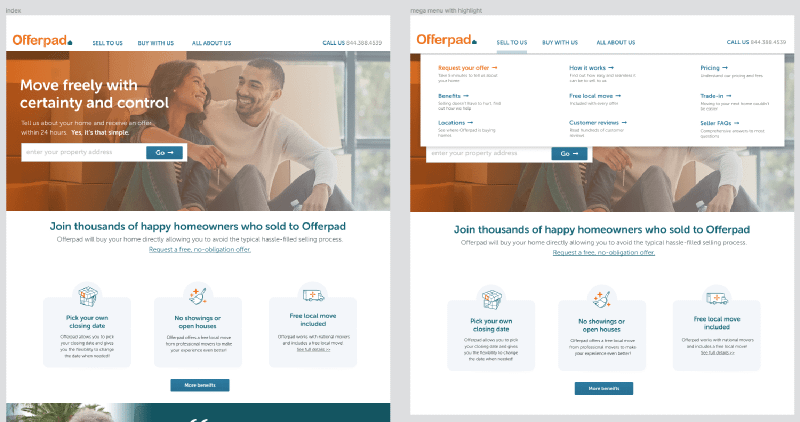 Index
Offerpad
SELL TO US
BUY WITH US
ALL ABOUT US
CALL US 844.388.4539
Move freely with
certainty and control
Tell us about your home and receive an offer
within 24 hours. Yes, it's that simple.
enter your property address
Go →
Join thousands of happy homeowners who sold to Offerpad
Offerpad will buy your home directly allowing you to avoid the typical hassle-filled selling process.
Request a free, no-obligation offer.
Pick your own
closing date
Offerpad allows you to pick
your closing date and gives
you the flexibility to change
the date when needed!
No showings or
open houses
Offerpad offers a free local move
from professional movers to make
your experience even better!
Free local move
included
Offerpad works with national movers
and includes a free local move!
See full details >>
More benefits
“
mega menu with highlight
Offerpad
SELL TO US
BUY WITH US
ALL ABOUT US
CALL US 844.388.4539
Request your offer →
Take 5 minutes to tell us about
your home
How it works →
Find out how easy and seamless it
can be to sell to us
Pricing →
Understand our pricing and fees
Benefits →
Selling doesn't have to hurt. Find
out how we help
Free local move →
Included with every offer
Trade-in →
Moving to your next home couldn't
be easier
Locations →
See where Offerpad is buying
homes
Customer reviews →
Read hundreds of customer
reviews
Seller FAQs →
Comprehensive answers to more
questions
enter your property address
Go →
Join thousands of happy homeowners who sold to Offerpad
Offerpad will buy your home directly allowing you to avoid the typical hassle-filled selling process.
Request a free, no-obligation offer.
Pick your own
closing date
Offerpad allows you to pick
your closing date and gives
you the flexibility to change
the date when needed!
No showings or
open houses
Offerpad offers a free local move
from professional movers to make
your experience even better!
Free local move
included
Offerpad works with national movers
and includes a free local move!
See full details >>
More benefits